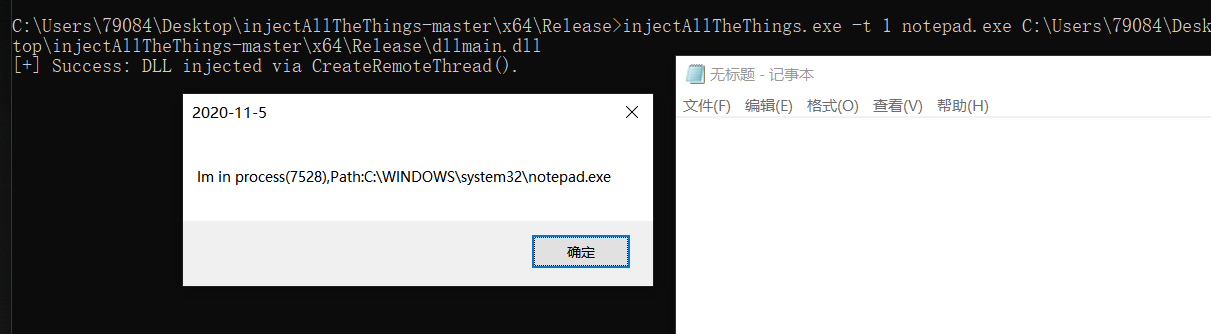 C:\Users\79084\Desktop\injectAllTheThings-master\x64\Release>injectAllTheThings.exe -t 1 notepad.exe C:\Users\79084\Desk
top\injectAllTheThings-master\x64\Release\dllmain.dll
[+] Success: DLL injected via CreateRemoteThread().
无标题 - 记事本
文件(F) 编辑(E) 格式(O) 查看(V) 帮助(H)
2020-11-5
Im in process(7528),Path:C:\WINDOWS\system32\notepad.exe
确定